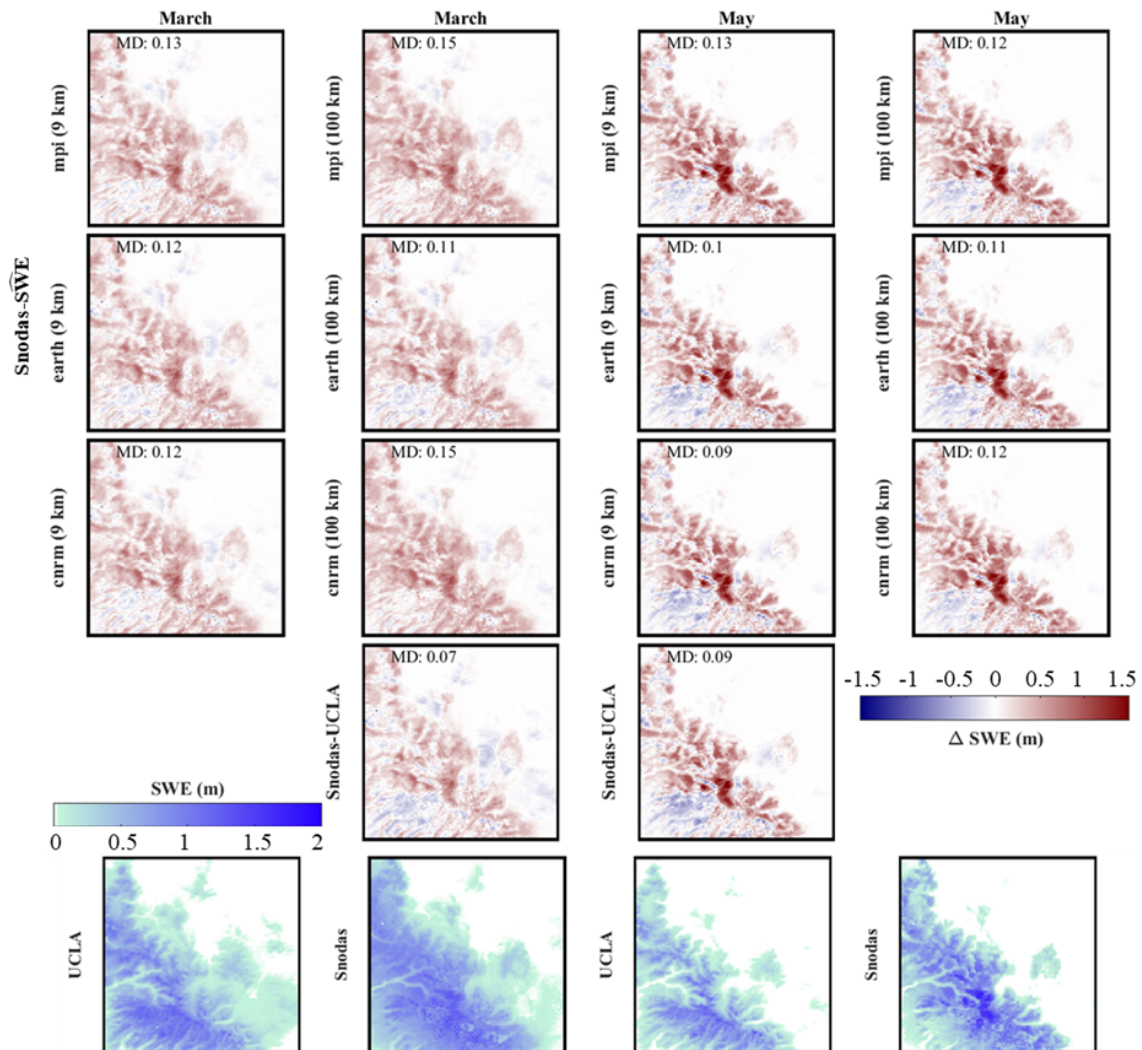 March March May May
MD: 0.13 MD: 0.15 MD: 0.13 MD: 0.12
mpi (9 km) mpi (100 km) mpi (9 km) mpi (100 km)
MD: 0.12 MD: 0.11 MD: 0.1 MD: 0.11
Snodas-SWE͡
earth (9 km) earth (100 km) earth (9 km) earth (100 km)
MD: 0.12 MD: 0.15 MD: 0.09 MD: 0.12
cnrm (9 km) cnrm (100 km) cnrm (9 km) cnrm (100 km)
MD: 0.07 MD: 0.09
Snodas-UCLA Snodas-UCLA
-1.5 -1 -0.5 0 0.5 1 1.5
△ SWE (m)
SWE (m)
0 0.5 1 2
UCLA Snodas UCLA Snodas